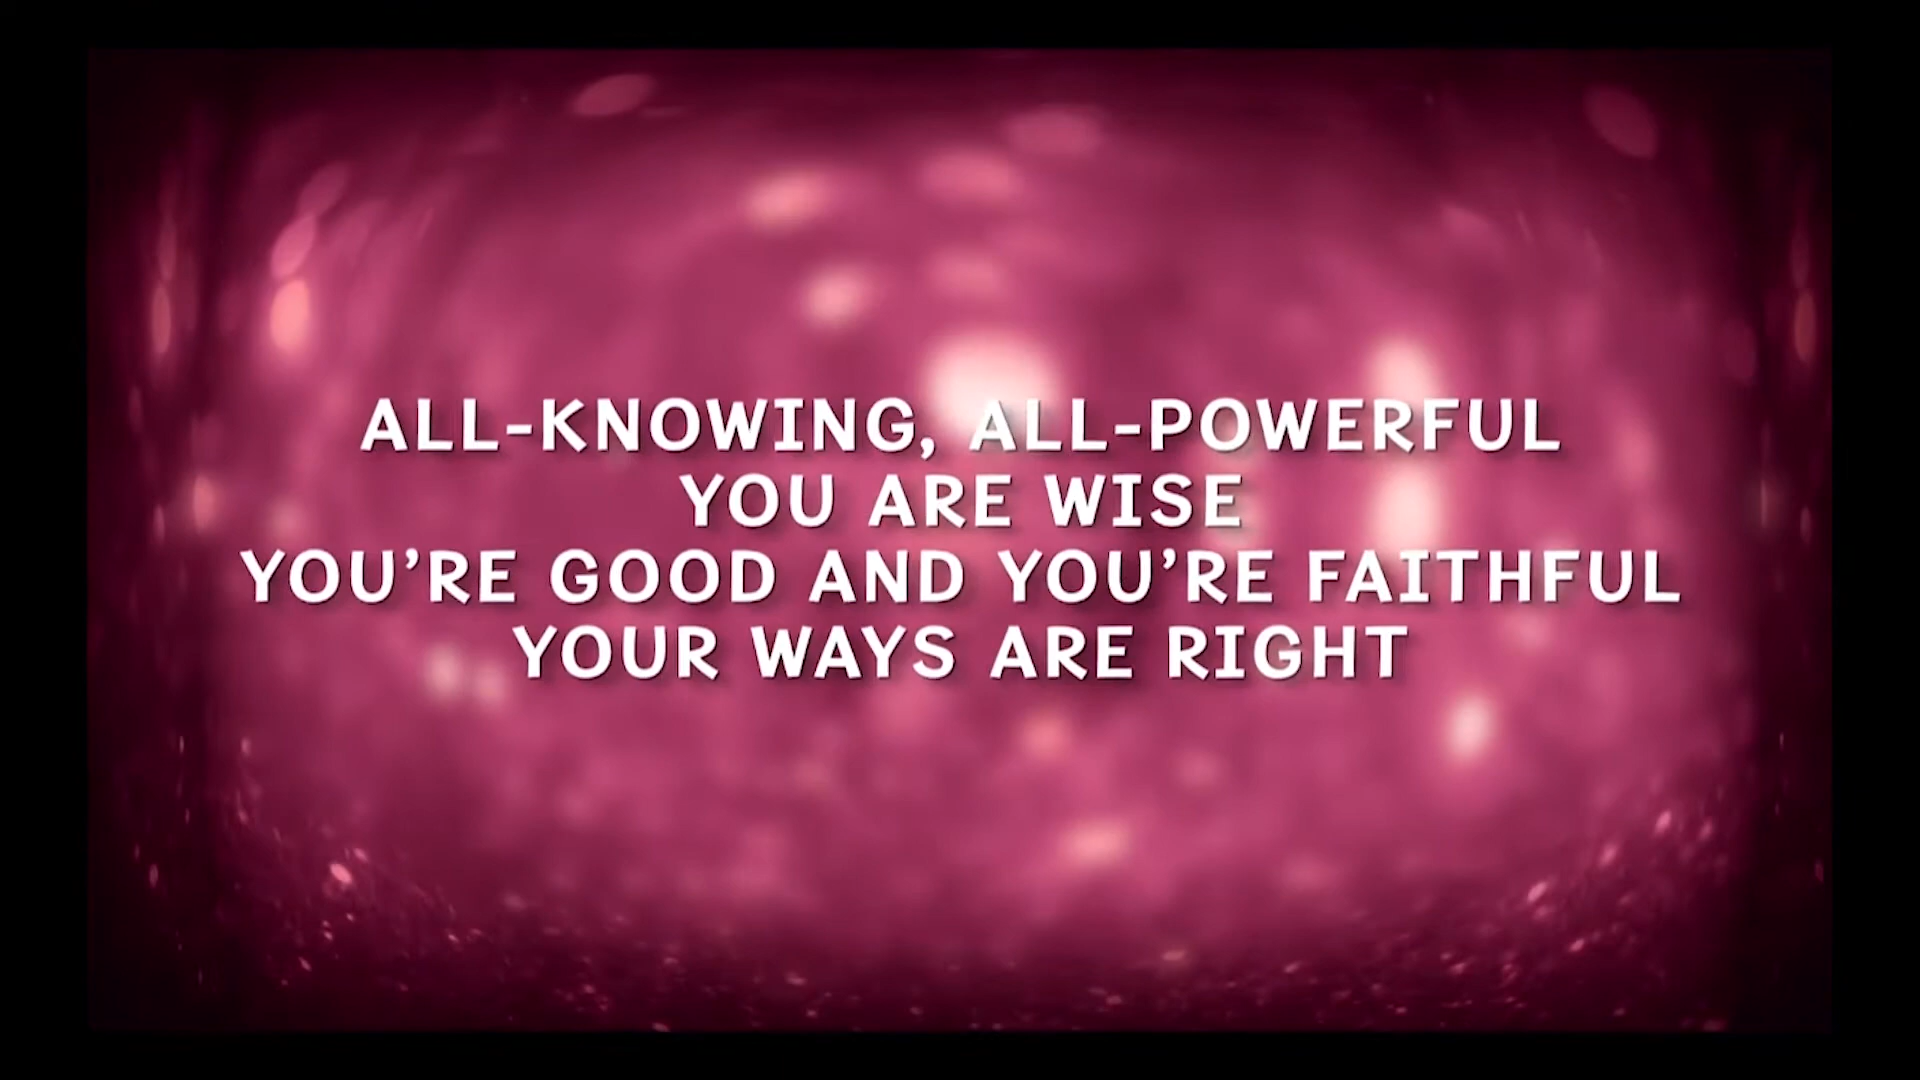 ALL-KNOWING, ALL-POWERFUL
YOU ARE WISE
YOU’RE GOOD AND YOU’RE FAITHFUL
YOUR WAYS ARE RIGHT